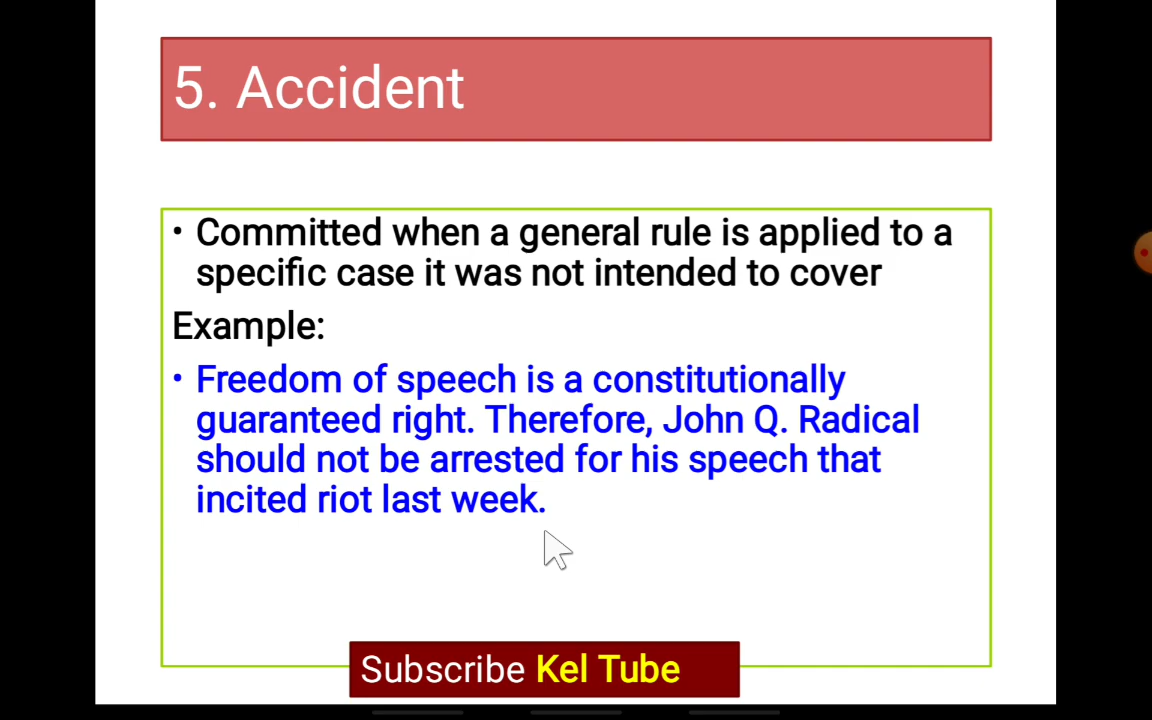 5. Accident
• Committed when a general rule is applied to a
specific case it was not intended to cover
Example:
• Freedom of speech is a constitutionally
guaranteed right. Therefore, John Q. Radical
should not be arrested for his speech that
incited riot last week.
Subscribe Kel Tube